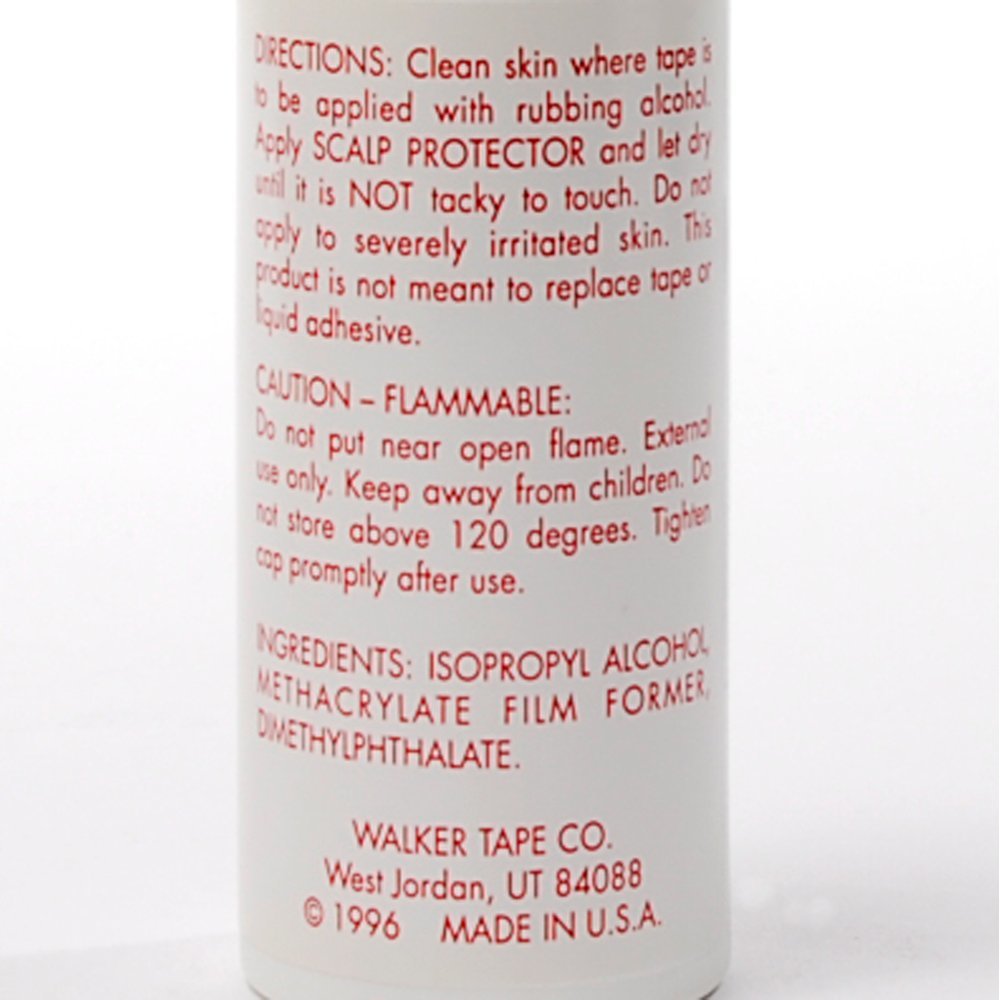 DIRECTIONS: Clean skin where tape is
to be applied with rubbing alcohol.
Apply SCALP PROTECTOR and let dry
until it is NOT tacky to touch. Do not
apply to severely irritated skin. This
product is not meant to replace tape or
liquid adhesive.
CAUTION – FLAMMABLE:
Do not put near open flame. External
use only. Keep away from children. Do
not store above 120 degrees. Tighten
cap promptly after use.
INGREDIENTS: ISOPROPYL ALCOHOL,
METHACRYLATE FILM FORMER,
DIMETHYLPHTHALATE.
WALKER TAPE CO.
West Jordan, UT 84088
© 1996 MADE IN U.S.A.